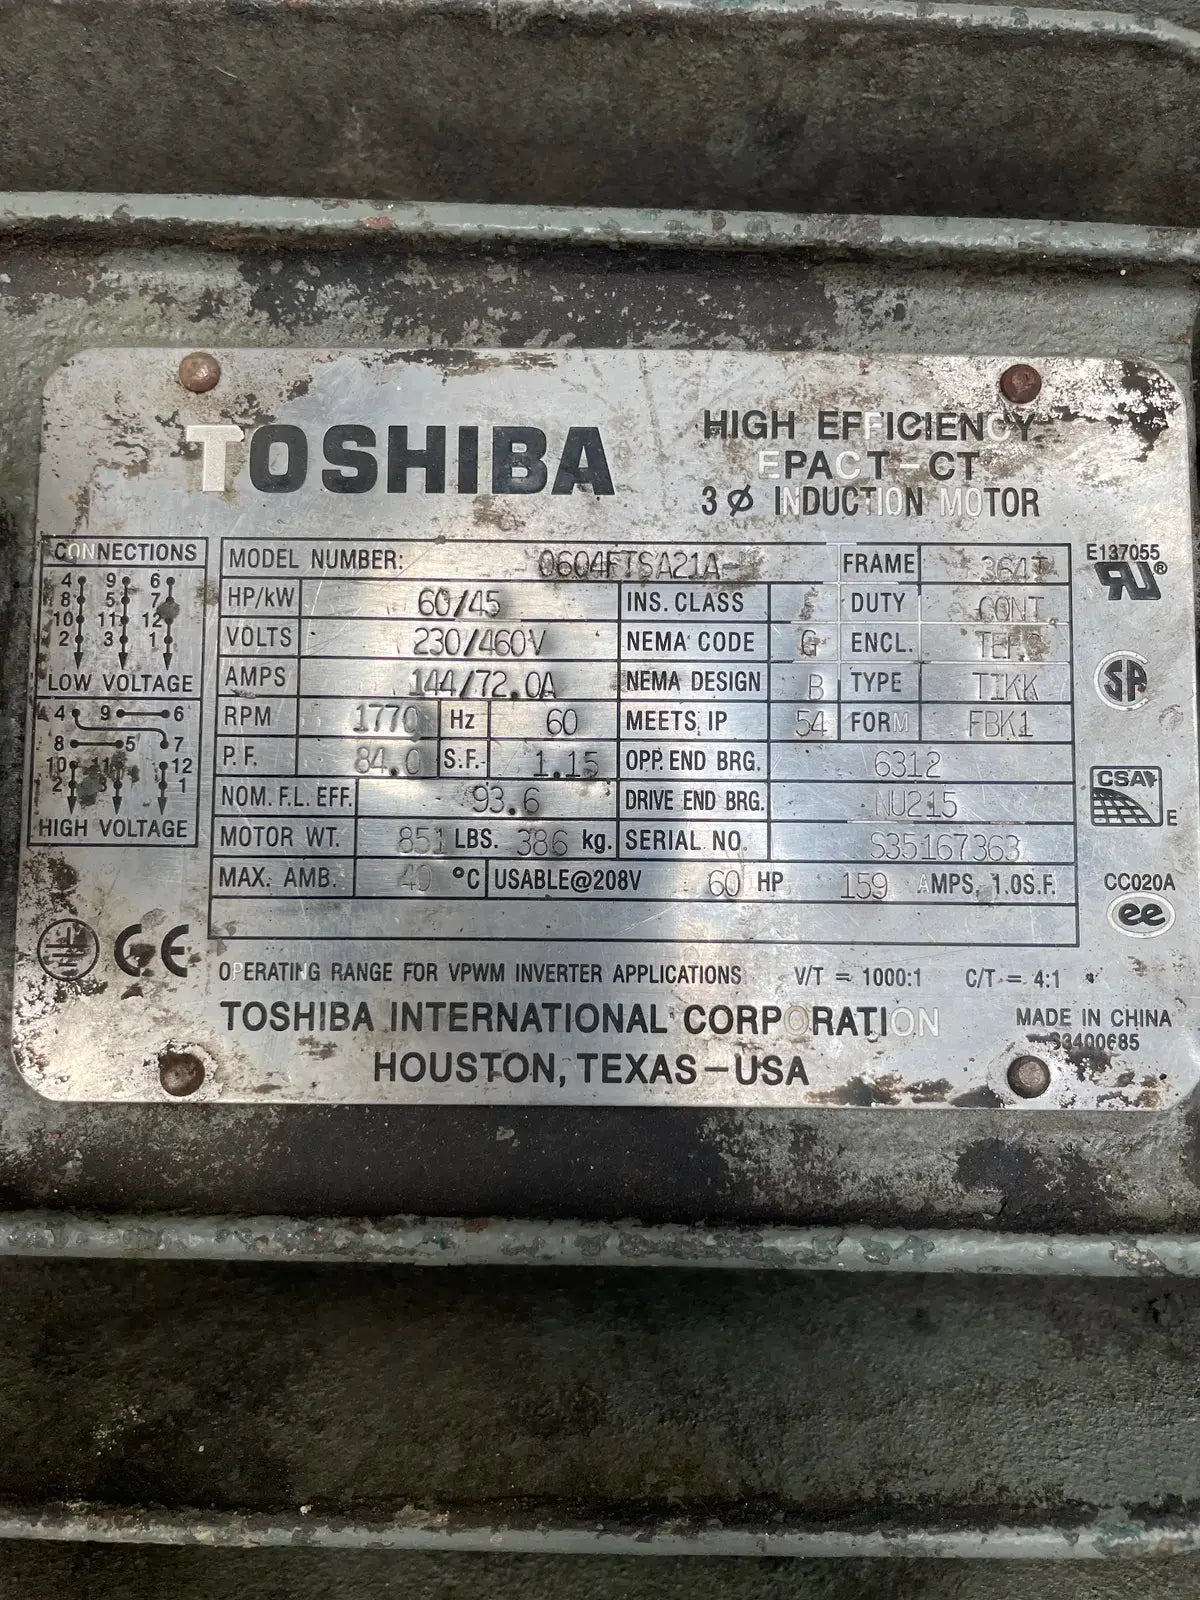 TOSHIBA
HIGH EFFICIENCY
EPACT-CT
3 Ø INDUCTION MOTOR
CONNECTIONS
4 9 6
8 5 7
10 11 12
2 3 1
LOW VOLTAGE
4 9 6
8 5 7
10 11 12
2 3 1
HIGH VOLTAGE
MODEL NUMBER: 0604FTSA21A- FRAME 364T
HP/kW 60/45 INS. CLASS DUTY CONT
VOLTS 230/460V NEMA CODE G ENCL. TEFC
AMPS 144/72.0A NEMA DESIGN B TYPE TIKK
RPM 1770 Hz 60 MEETS IP 54 FORM FBK1
P.F. 84.0 S.F. 1.15 OPP. END BRG. 6312
NOM. F.L. EFF. 93.6 DRIVE END BRG. NU215
MOTOR WT. 851 LBS. 386 kg. SERIAL NO. S35167363
MAX. AMB. 40 °C USABLE@208V 60 HP 159 AMPS, 1.0S.F.
E137055
RU®
SA
CSA
E
CC020A
ee
CE
OPERATING RANGE FOR VPWM INVERTER APPLICATIONS V/T = 1000:1 C/T = 4:1
TOSHIBA INTERNATIONAL CORPORATION
HOUSTON, TEXAS-USA
MADE IN CHINA
S3400685